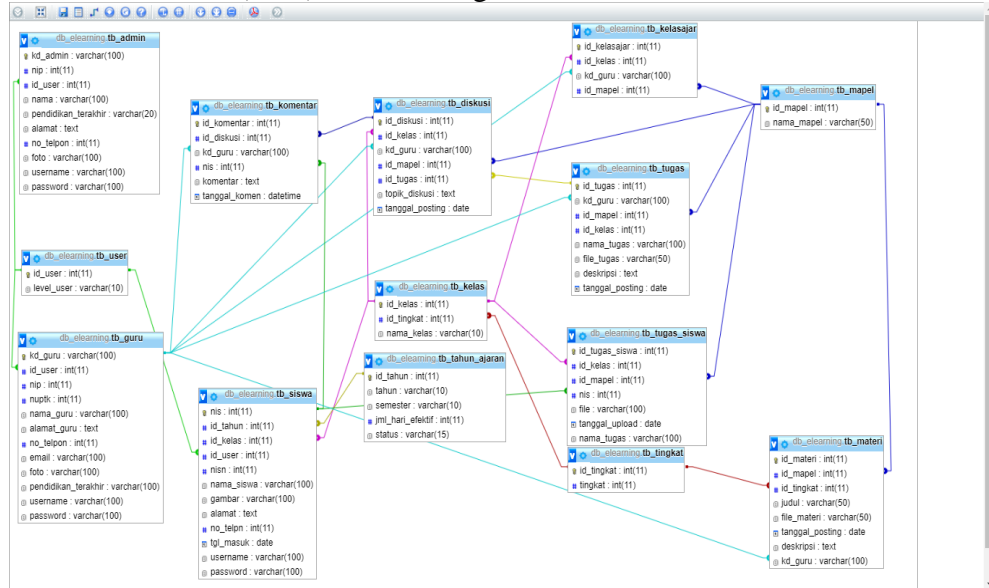 db_elearning.tb_admin
kd_admin : varchar(100)
nip : int(11)
id_user : int(11)
nama : varchar(100)
pendidikan_terakhir : varchar(20)
alamat : text
no_telpon : int(11)
foto : varchar(100)
username : varchar(100)
password : varchar(100)
db_elearning.tb_user
id_user : int(11)
level_user : varchar(10)
db_elearning.tb_guru
kd_guru : varchar(100)
id_user : int(11)
nip : int(11)
nuptk : int(11)
nama_guru : varchar(100)
alamat_guru : text
no_telpon : int(11)
email : varchar(100)
foto : varchar(100)
pendidikan_terakhir : varchar(100)
username : varchar(100)
password : varchar(100)
db_elearning.tb_komentar
id_komentar : int(11)
id_diskusi : int(11)
kd_guru : varchar(100)
nis : int(11)
komentar : text
tanggal_komen : datetime
db_elearning.tb_siswa
nis : int(11)
id_tahun : int(11)
id_kelas : int(11)
id_user : int(11)
nisn : int(11)
nama_siswa : varchar(100)
gambar : varchar(100)
alamat : text
no_telpn : int(11)
tgl_masuk : date
username : varchar(100)
password : varchar(100)
db_elearning.tb_diskusi
id_diskusi : int(11)
id_kelas : int(11)
kd_guru : varchar(100)
id_mapel : int(11)
id_tugas : int(11)
topik_diskusi : text
tanggal_posting : date
db_elearning.tb_kelas
id_kelas : int(11)
id_tingkat : int(11)
nama_kelas : varchar(10)
db_elearning.tb_tahun_ajaran
id_tahun : int(11)
tahun : varchar(10)
semester : varchar(10)
jml_hari_efektif : int(11)
status : varchar(15)
db_elearning.tb_kelasajar
id_kelasajar : int(11)
id_kelas : int(11)
kd_guru : varchar(100)
id_mapel : int(11)
db_elearning.tb_tugas
id_tugas : int(11)
kd_guru : varchar(100)
id_mapel : int(11)
id_kelas : int(11)
nama_tugas : varchar(100)
file_tugas : varchar(50)
deskripsi : text
tanggal_posting : date
db_elearning.tb_tugas_siswa
id_tugas_siswa : int(11)
id_kelas : int(11)
id_mapel : int(11)
nis : int(11)
file : varchar(100)
tanggal_upload : date
nama_tugas : varchar(100)
db_elearning.tb_tingkat
id_tingkat : int(11)
tingkat : int(11)
db_elearning.tb_mapel
id_mapel : int(11)
nama_mapel : varchar(50)
db_elearning.tb_materi
id_materi : int(11)
id_mapel : int(11)
id_tingkat : int(11)
judul : varchar(50)
file_materi : varchar(50)
tanggal_posting : date
deskripsi : text
kd_guru : varchar(100)